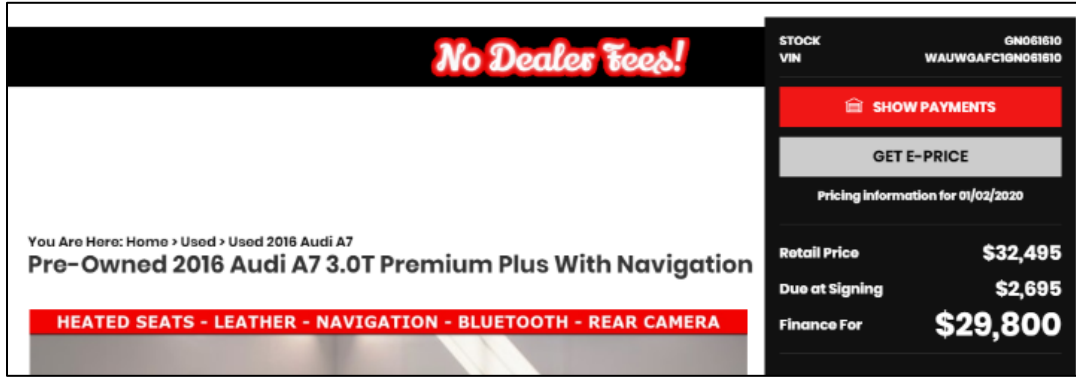 No Dealer Fees!
STOCK GN061610
VIN WAUWGAFC1GN061610
SHOW PAYMENTS
GET E-PRICE
Pricing information for 01/02/2020
You Are Here: Home > Used > Used 2016 Audi A7
Pre-Owned 2016 Audi A7 3.0T Premium Plus With Navigation
HEATED SEATS - LEATHER - NAVIGATION - BLUETOOTH - REAR CAMERA
Retail Price $32,495
Due at Signing $2,695
Finance For $29,800